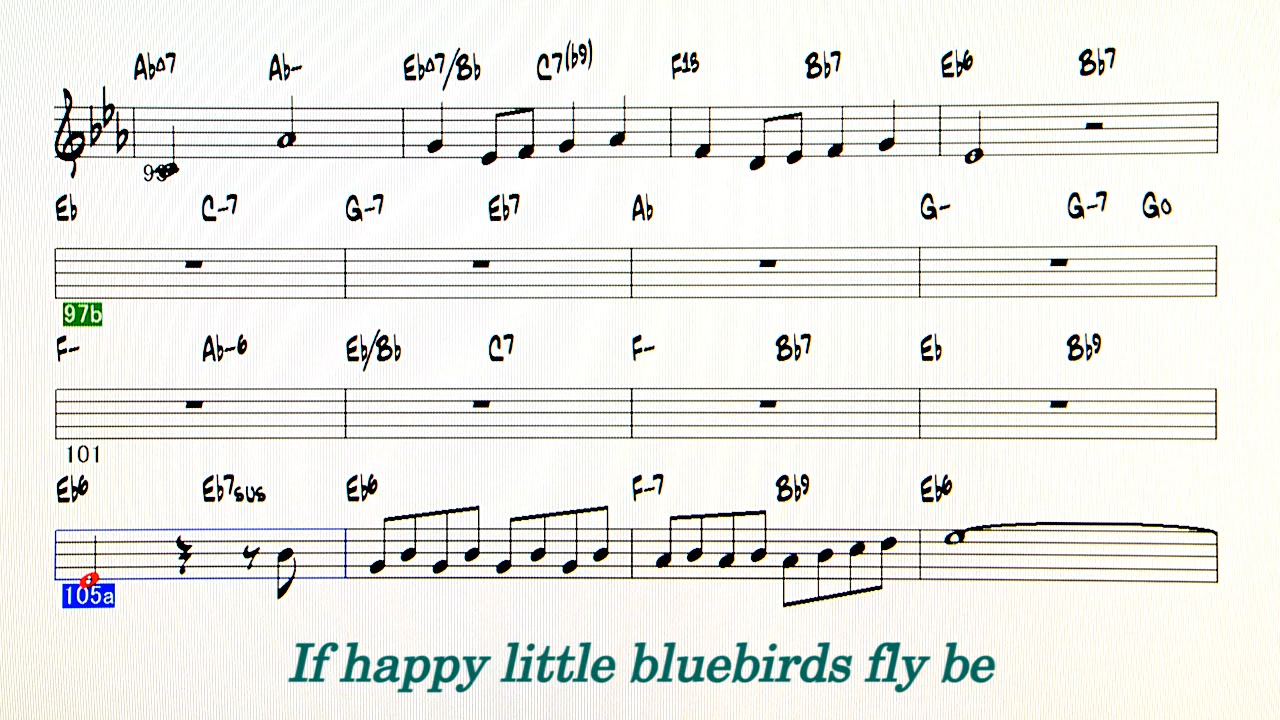 Ab△7 Ab- Eb△7/Bb C7(b9) F13 Bb7 Eb6 Bb7
Eb C-7 G-7 Eb7 Ab G- G-7 Go
97b
F- Ab-6 Eb/Bb C7 F- Bb7 Eb Bb9
101
Eb6 Eb7sus Eb6 F-7 Bb9 Eb6
105a
If happy little bluebirds fly be